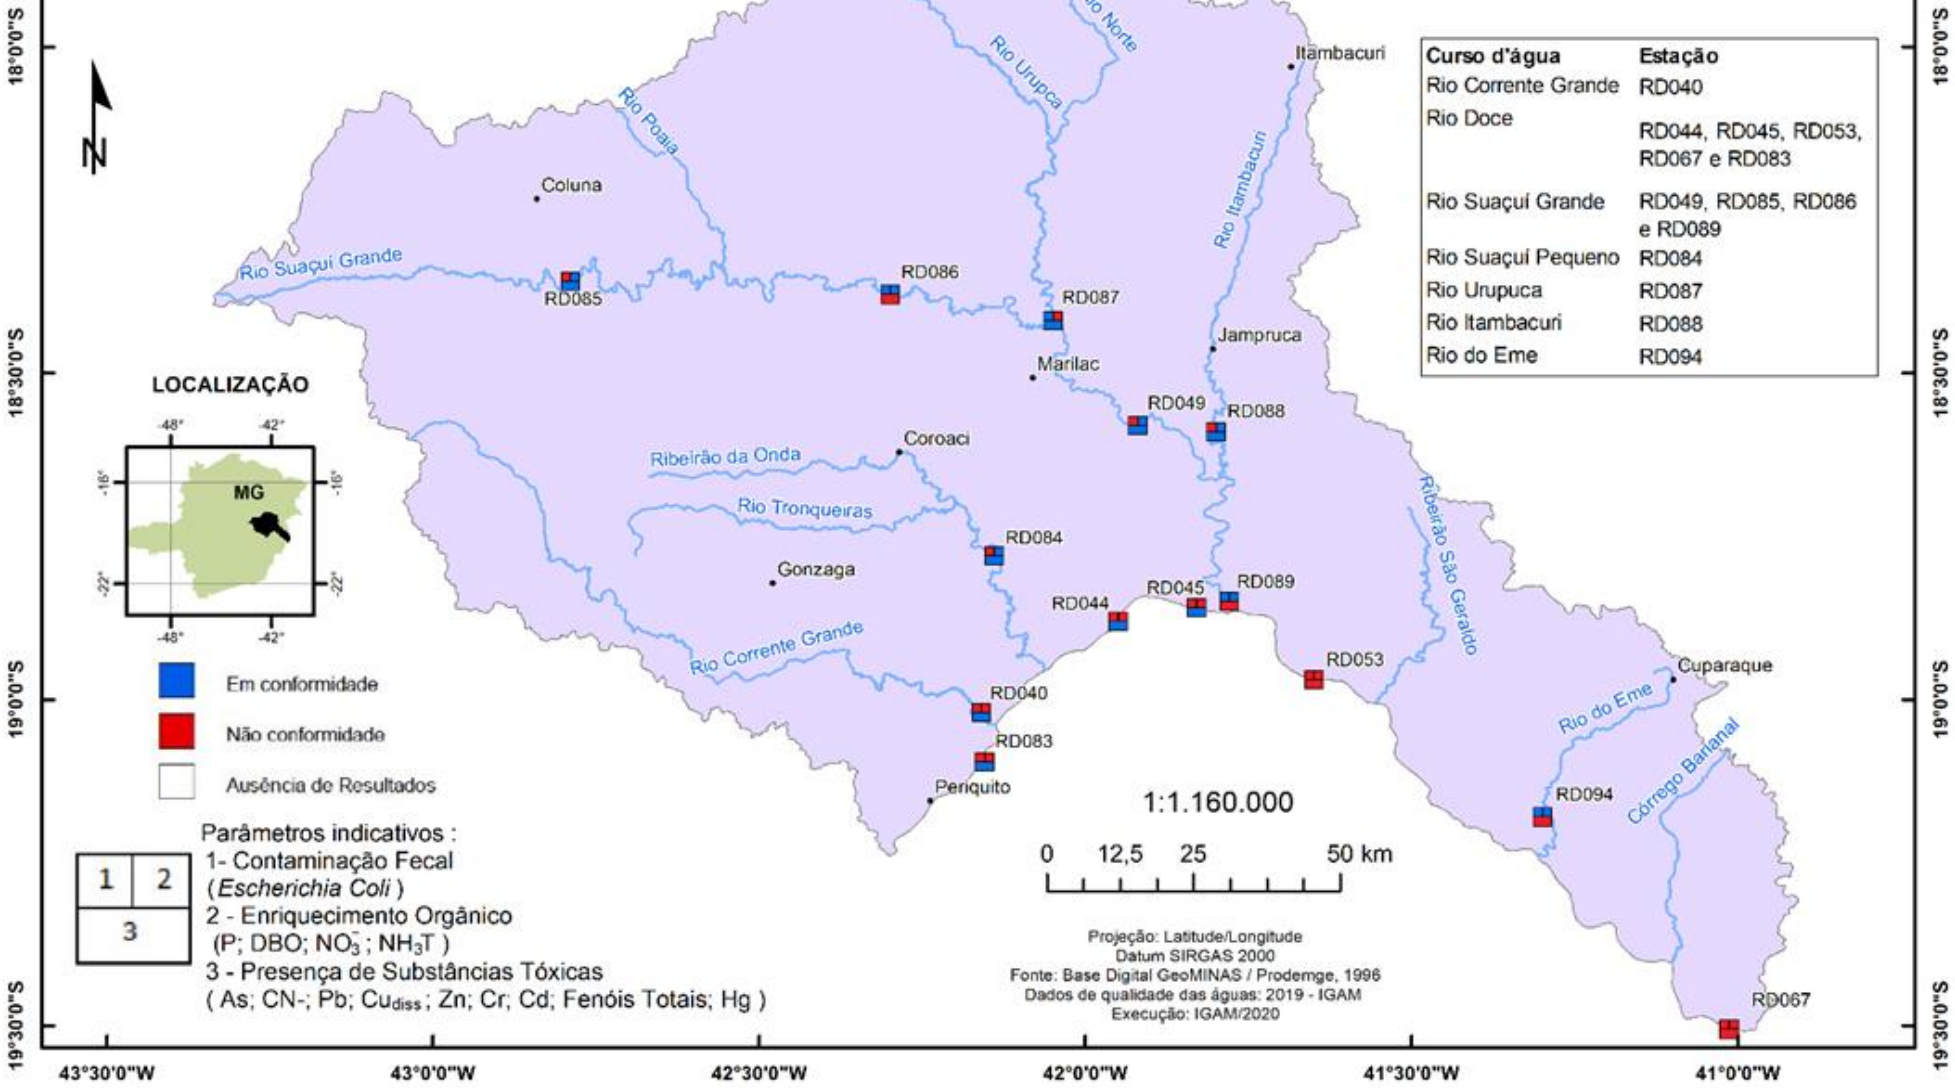 18°0'0"S
18°30'0"S
19°0'0"S
19°30'0"S
N
Rio Urupca
Rio Poaia
Itambacuri
Rio Itambacuri
Coluna
Rio Suaçuí Grande
RD085
RD086
RD087
Jampruca
Marilac
RD049
RD088
Coroaci
Ribeirão da Onda
Rio Tronqueiras
RD084
Gonzaga
RD044
RD045
RD089
Ribeirão São Geraldo
Rio Corrente Grande
RD053
Cuparaque
Rio do Eme
RD040
RD083
Periquito
RD094
Córrego Barianal
RD067
Curso d'água Estação
Rio Corrente Grande RD040
Rio Doce
RD044, RD045, RD053,
RD067 e RD083
Rio Suaçuí Grande RD049, RD085, RD086
e RD089
Rio Suaçuí Pequeno RD084
Rio Urupuca RD087
Rio Itambacuri RD088
Rio do Eme RD094
18°0'0"S
18°30'0"S
19°0'0"S
19°30'0"S
LOCALIZAÇÃO
-48° -42°
-16° -16°
MG
-22° -22°
-48° -42°
Em conformidade
Não conformidade
Ausência de Resultados
Parâmetros indicativos :
1 2
3
1- Contaminação Fecal
(Escherichia Coli )
2 - Enriquecimento Orgânico
(P; DBO; NO₃⁻; NH₃T )
3 - Presença de Substâncias Tóxicas
( As; CN-; Pb; Cudiss; Zn; Cr; Cd; Fenóis Totais; Hg )
1:1.160.000
0 12,5 25 50 km
Projeção: Latitude/Longitude
Datum SIRGAS 2000
Fonte: Base Digital GeoMINAS / Prodemge, 1996
Dados de qualidade das águas: 2019 - IGAM
Execução: IGAM/2020
43°30'0"W 43°0'0"W 42°30'0"W 42°0'0"W 41°30'0"W 41°0'0"W